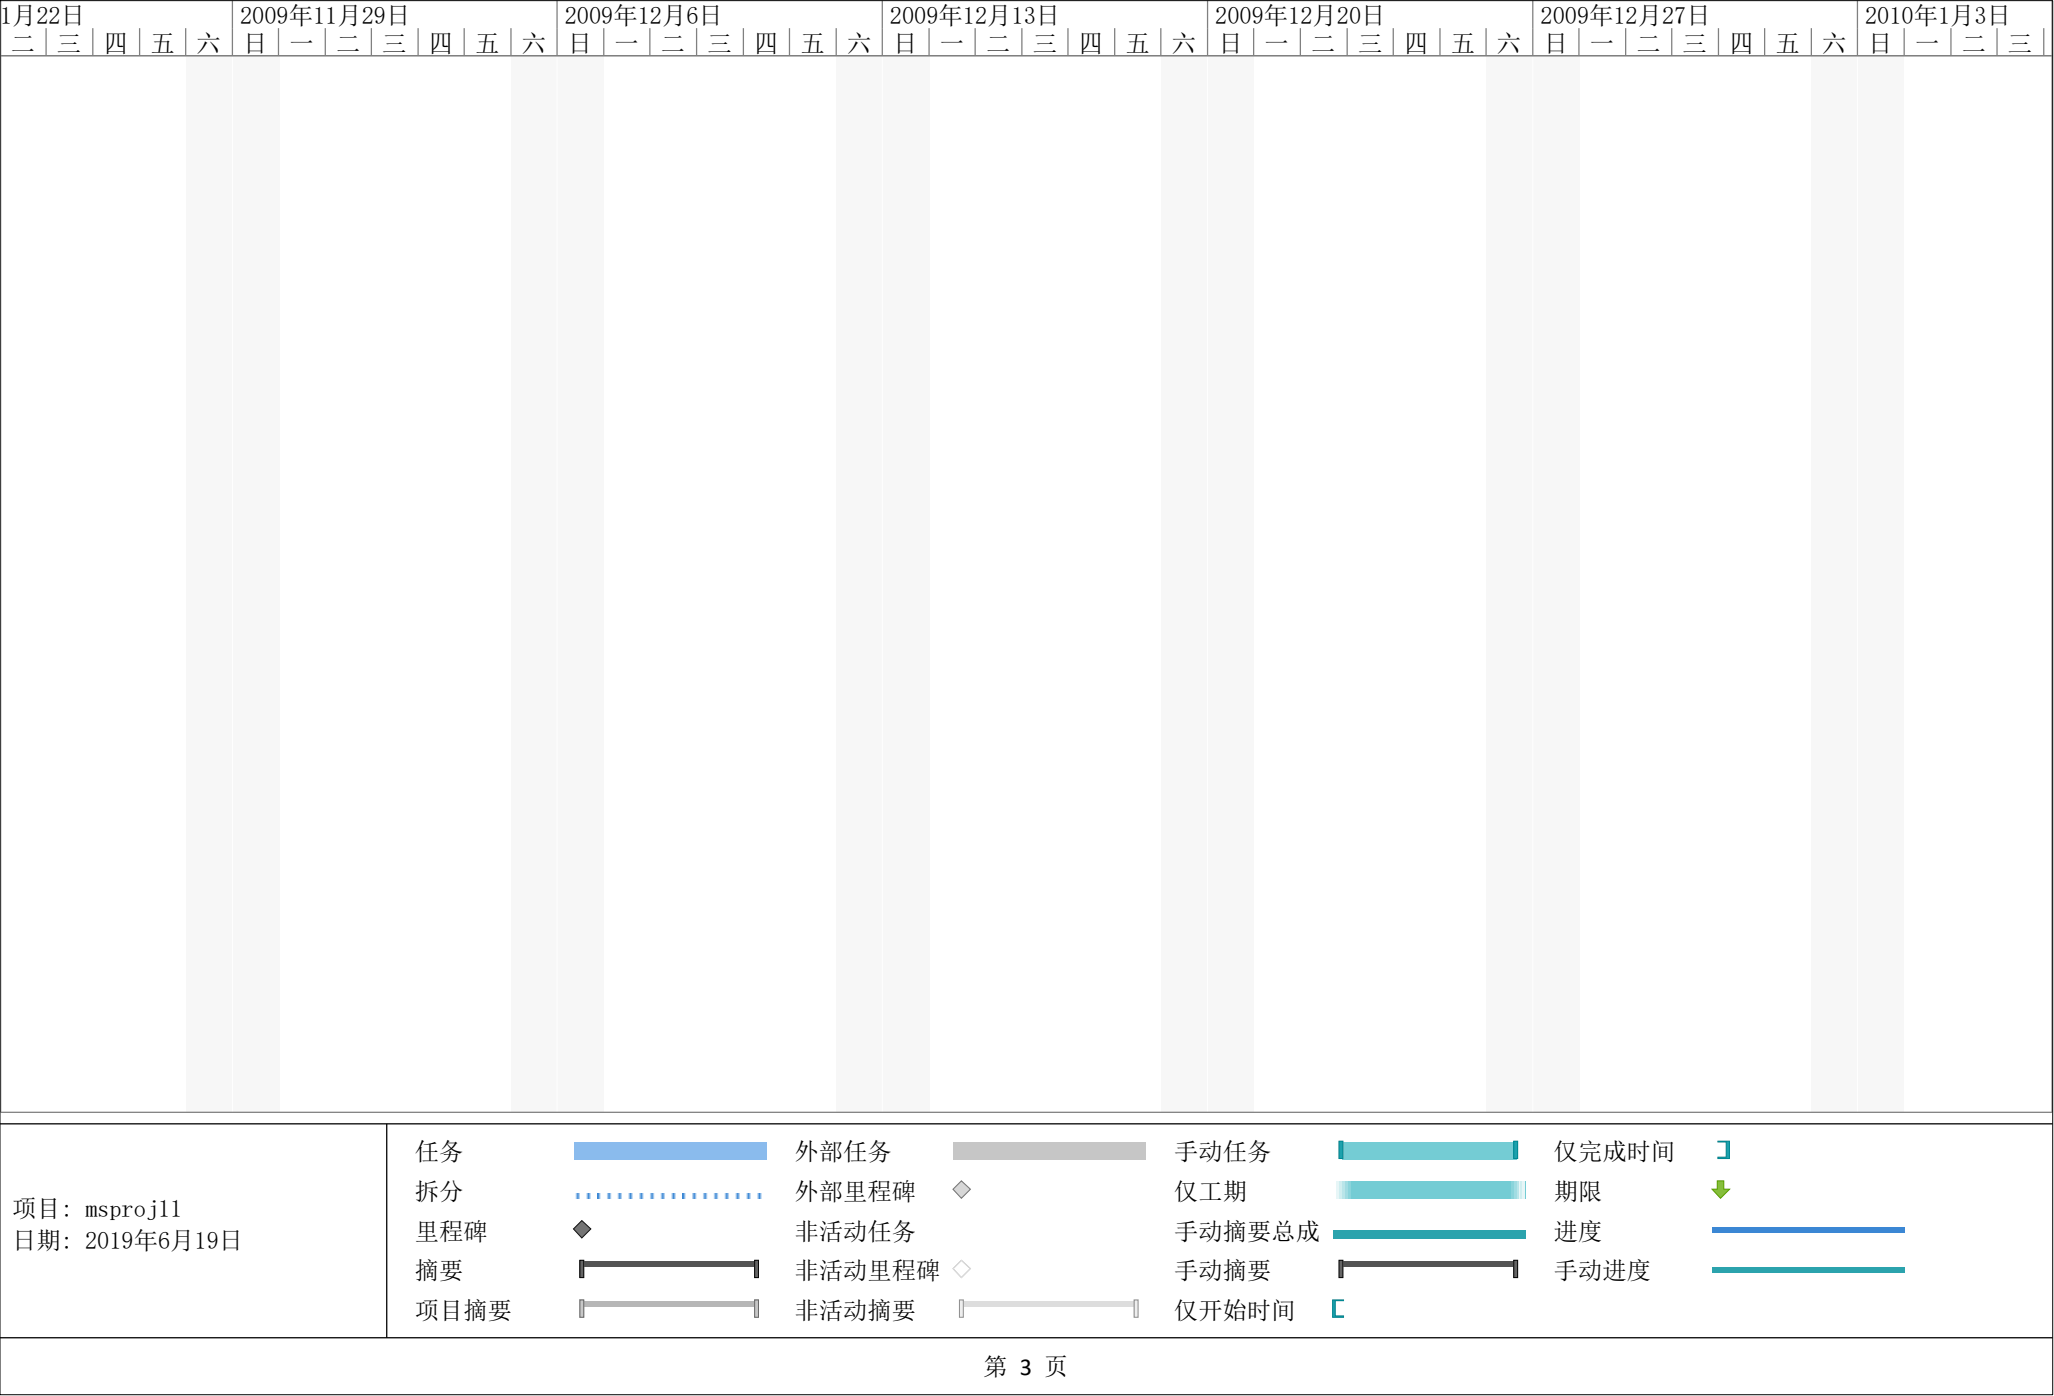 1月22日 2009年11月29日 2009年12月6日 2009年12月13日 2009年12月20日 2009年12月27日 2010年1月3日
二 三 四 五 六 日 一 二 三 四 五 六 日 一 二 三 四 五 六 日 一 二 三 四 五 六 日 一 二 三 四 五 六 日 一 二 三 四 五 六 日 一 二 三
任务 外部任务 手动任务 仅完成时间
拆分 外部里程碑 仅工期 期限
里程碑 非活动任务 手动摘要总成 进度
摘要 非活动里程碑 手动摘要 手动进度
项目摘要 非活动摘要 仅开始时间
项目: msproj11
日期: 2019年6月19日
第 3 页